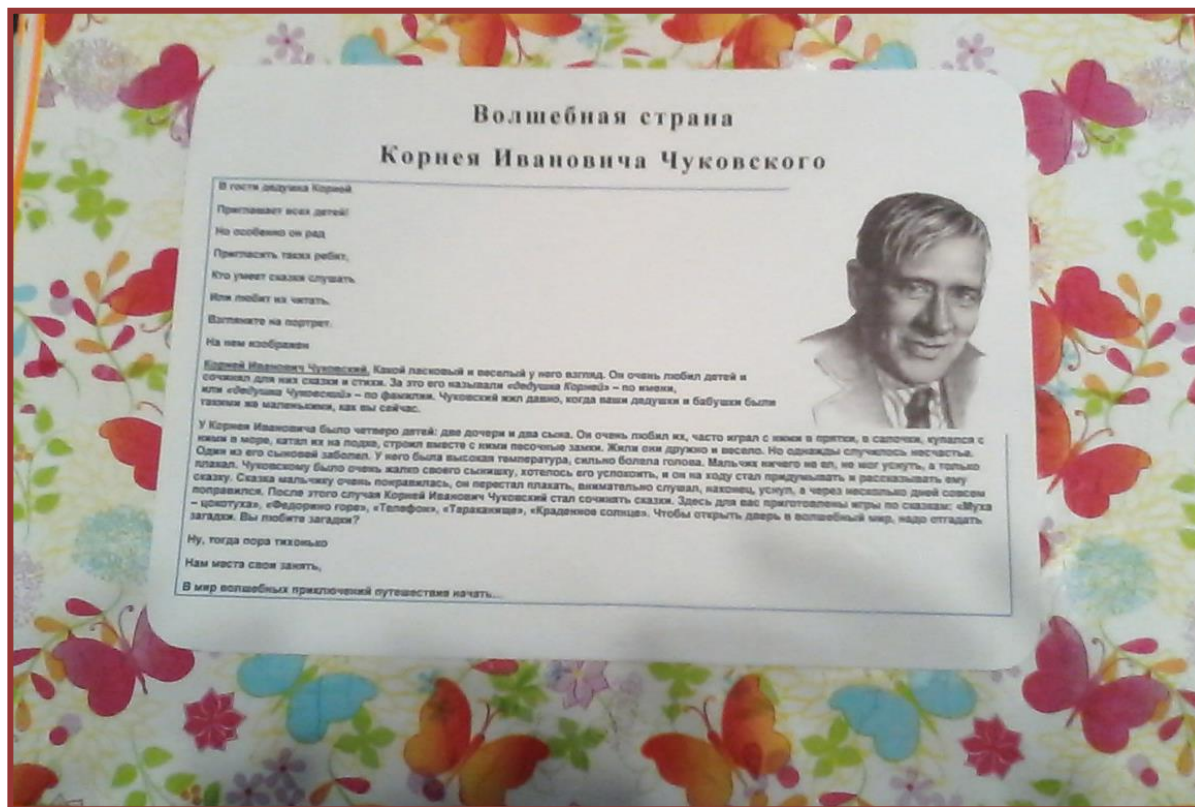 Волшебная страна
Корнея Ивановича Чуковского
В гости дедушка Корней
Приглашает всех детей!
Но особенно он рад
Пригласить таких ребят,
Кто умеет сказки слушать
Или любит их читать.
Взгляните на портрет.
На нем изображен
Корней Иванович Чуковский. Какой ласковый и веселый у него взгляд. Он очень любил детей и
сочинял для них сказки и стихи. За это его называли «дедушка Корней» – по имени,
или «дедушка Чуковский» – по фамилии. Чуковский жил давно, когда ваши дедушки и бабушки были
такими же маленькими, как вы сейчас.
У Корнея Ивановича было четверо детей: две дочери и два сына. Он очень любил их, часто играл с ними в прятки, в салочки, купался с
ними в море, катал их на лодке, строил вместе с ними песочные замки. Жили они дружно и весело. Но однажды случилось несчастье.
Один из его сыновей заболел. У него была высокая температура, сильно болела голова. Мальчик ничего не ел, не мог уснуть, а только
плакал. Чуковскому было очень жалко своего сынишку, хотелось его успокоить, и он на ходу стал придумывать и рассказывать ему
сказку. Сказка мальчику очень понравилась, он перестал плакать, внимательно слушал, наконец, уснул, а через несколько дней совсем
поправился. После этого случая Корней Иванович Чуковский стал сочинять сказки. Здесь для вас приготовлены игры по сказкам: «Муха
– цокотуха», «Федорино горе», «Телефон», «Тараканище», «Краденное солнце». Чтобы открыть дверь в волшебный мир, надо отгадать
загадки. Вы любите загадки?
Ну, тогда пора тихонько
Нам места свои занять,
В мир волшебных приключений путешествия начать...